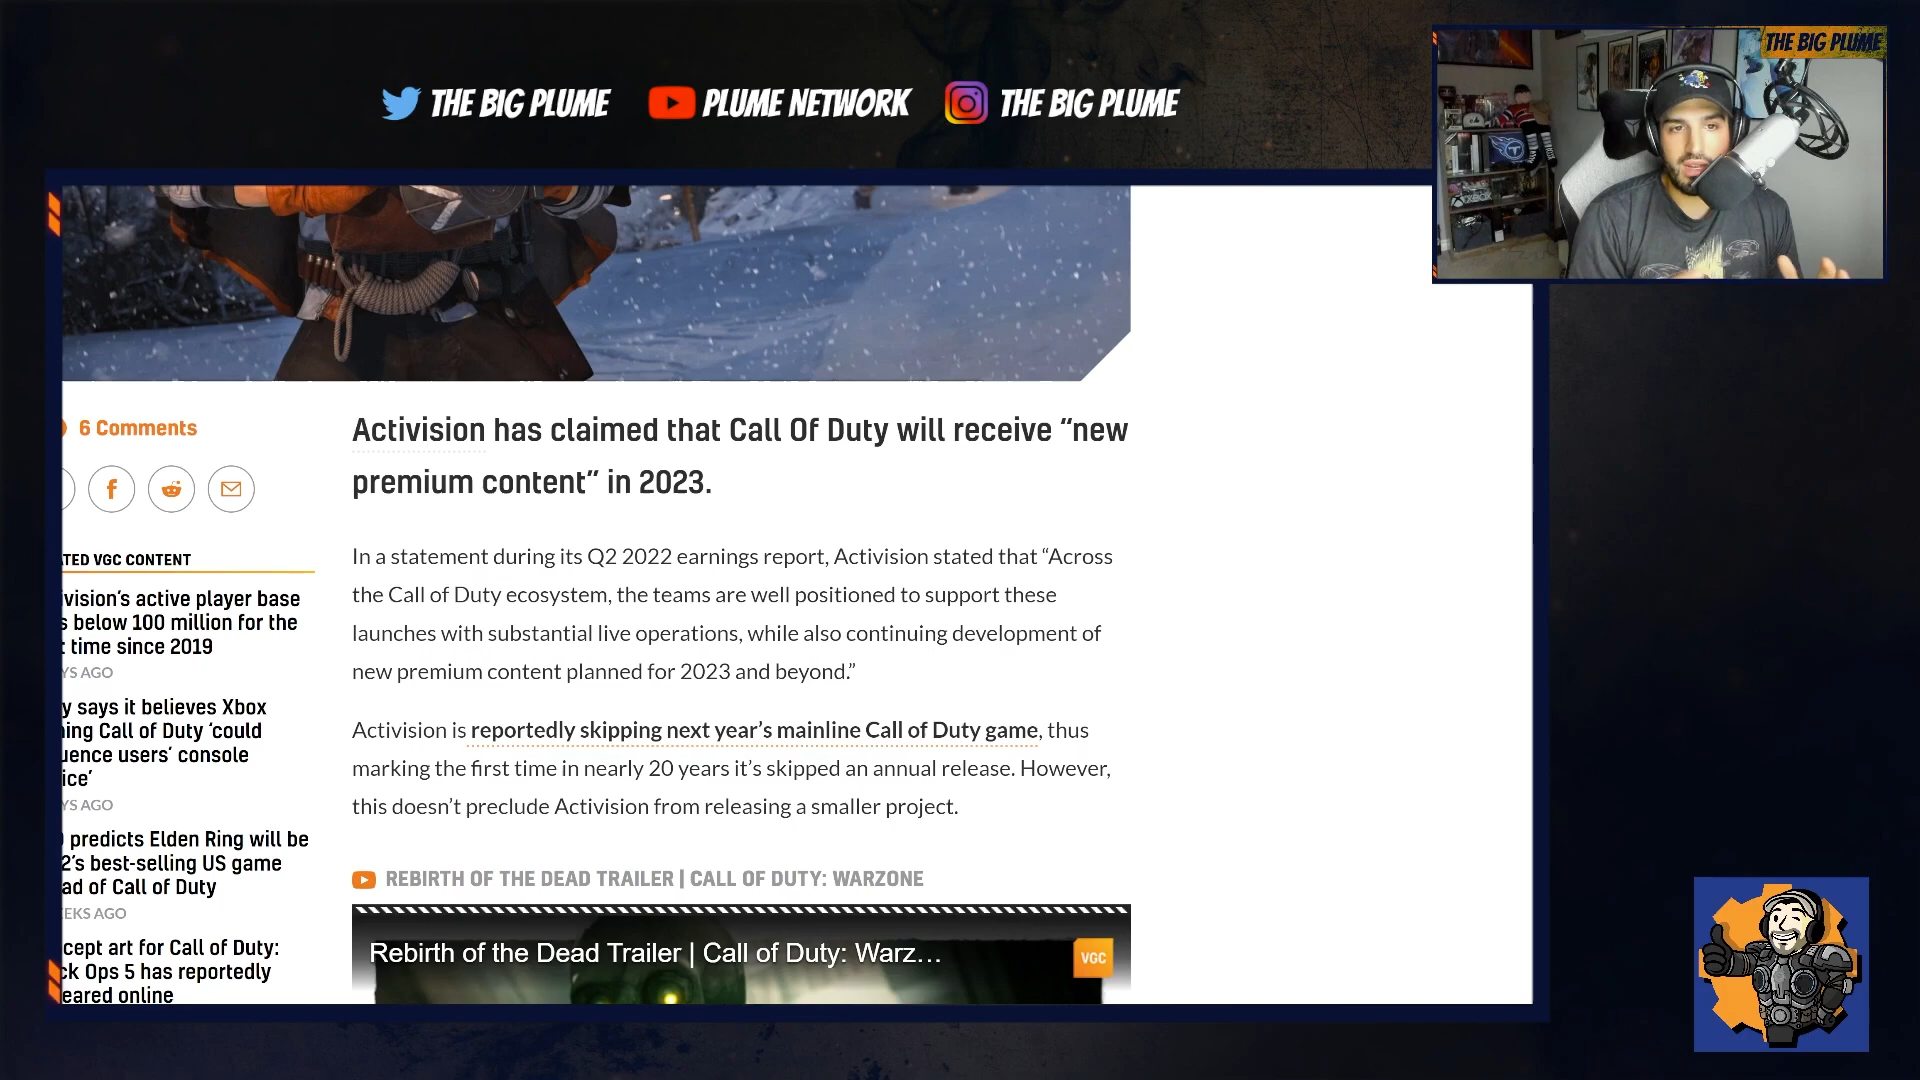 THE BIG PLUME
PLUME NETWORK
THE BIG PLUME
THE BIG PLUME
6 Comments
ATED VGC CONTENT
ivision's active player base
s below 100 million for the
t time since 2019
YS AGO
y says it believes Xbox
ning Call of Duty 'could
uence users' console
ice'
YS AGO
predicts Elden Ring will be
2's best-selling US game
ad of Call of Duty
EEKS AGO
cept art for Call of Duty:
ck Ops 5 has reportedly
eared online
Activision has claimed that Call Of Duty will receive “new
premium content” in 2023.
In a statement during its Q2 2022 earnings report, Activision stated that “Across
the Call of Duty ecosystem, the teams are well positioned to support these
launches with substantial live operations, while also continuing development of
new premium content planned for 2023 and beyond.”
Activision is reportedly skipping next year’s mainline Call of Duty game, thus
marking the first time in nearly 20 years it’s skipped an annual release. However,
this doesn’t preclude Activision from releasing a smaller project.
REBIRTH OF THE DEAD TRAILER | CALL OF DUTY: WARZONE
Rebirth of the Dead Trailer | Call of Duty: Warz...
VGC